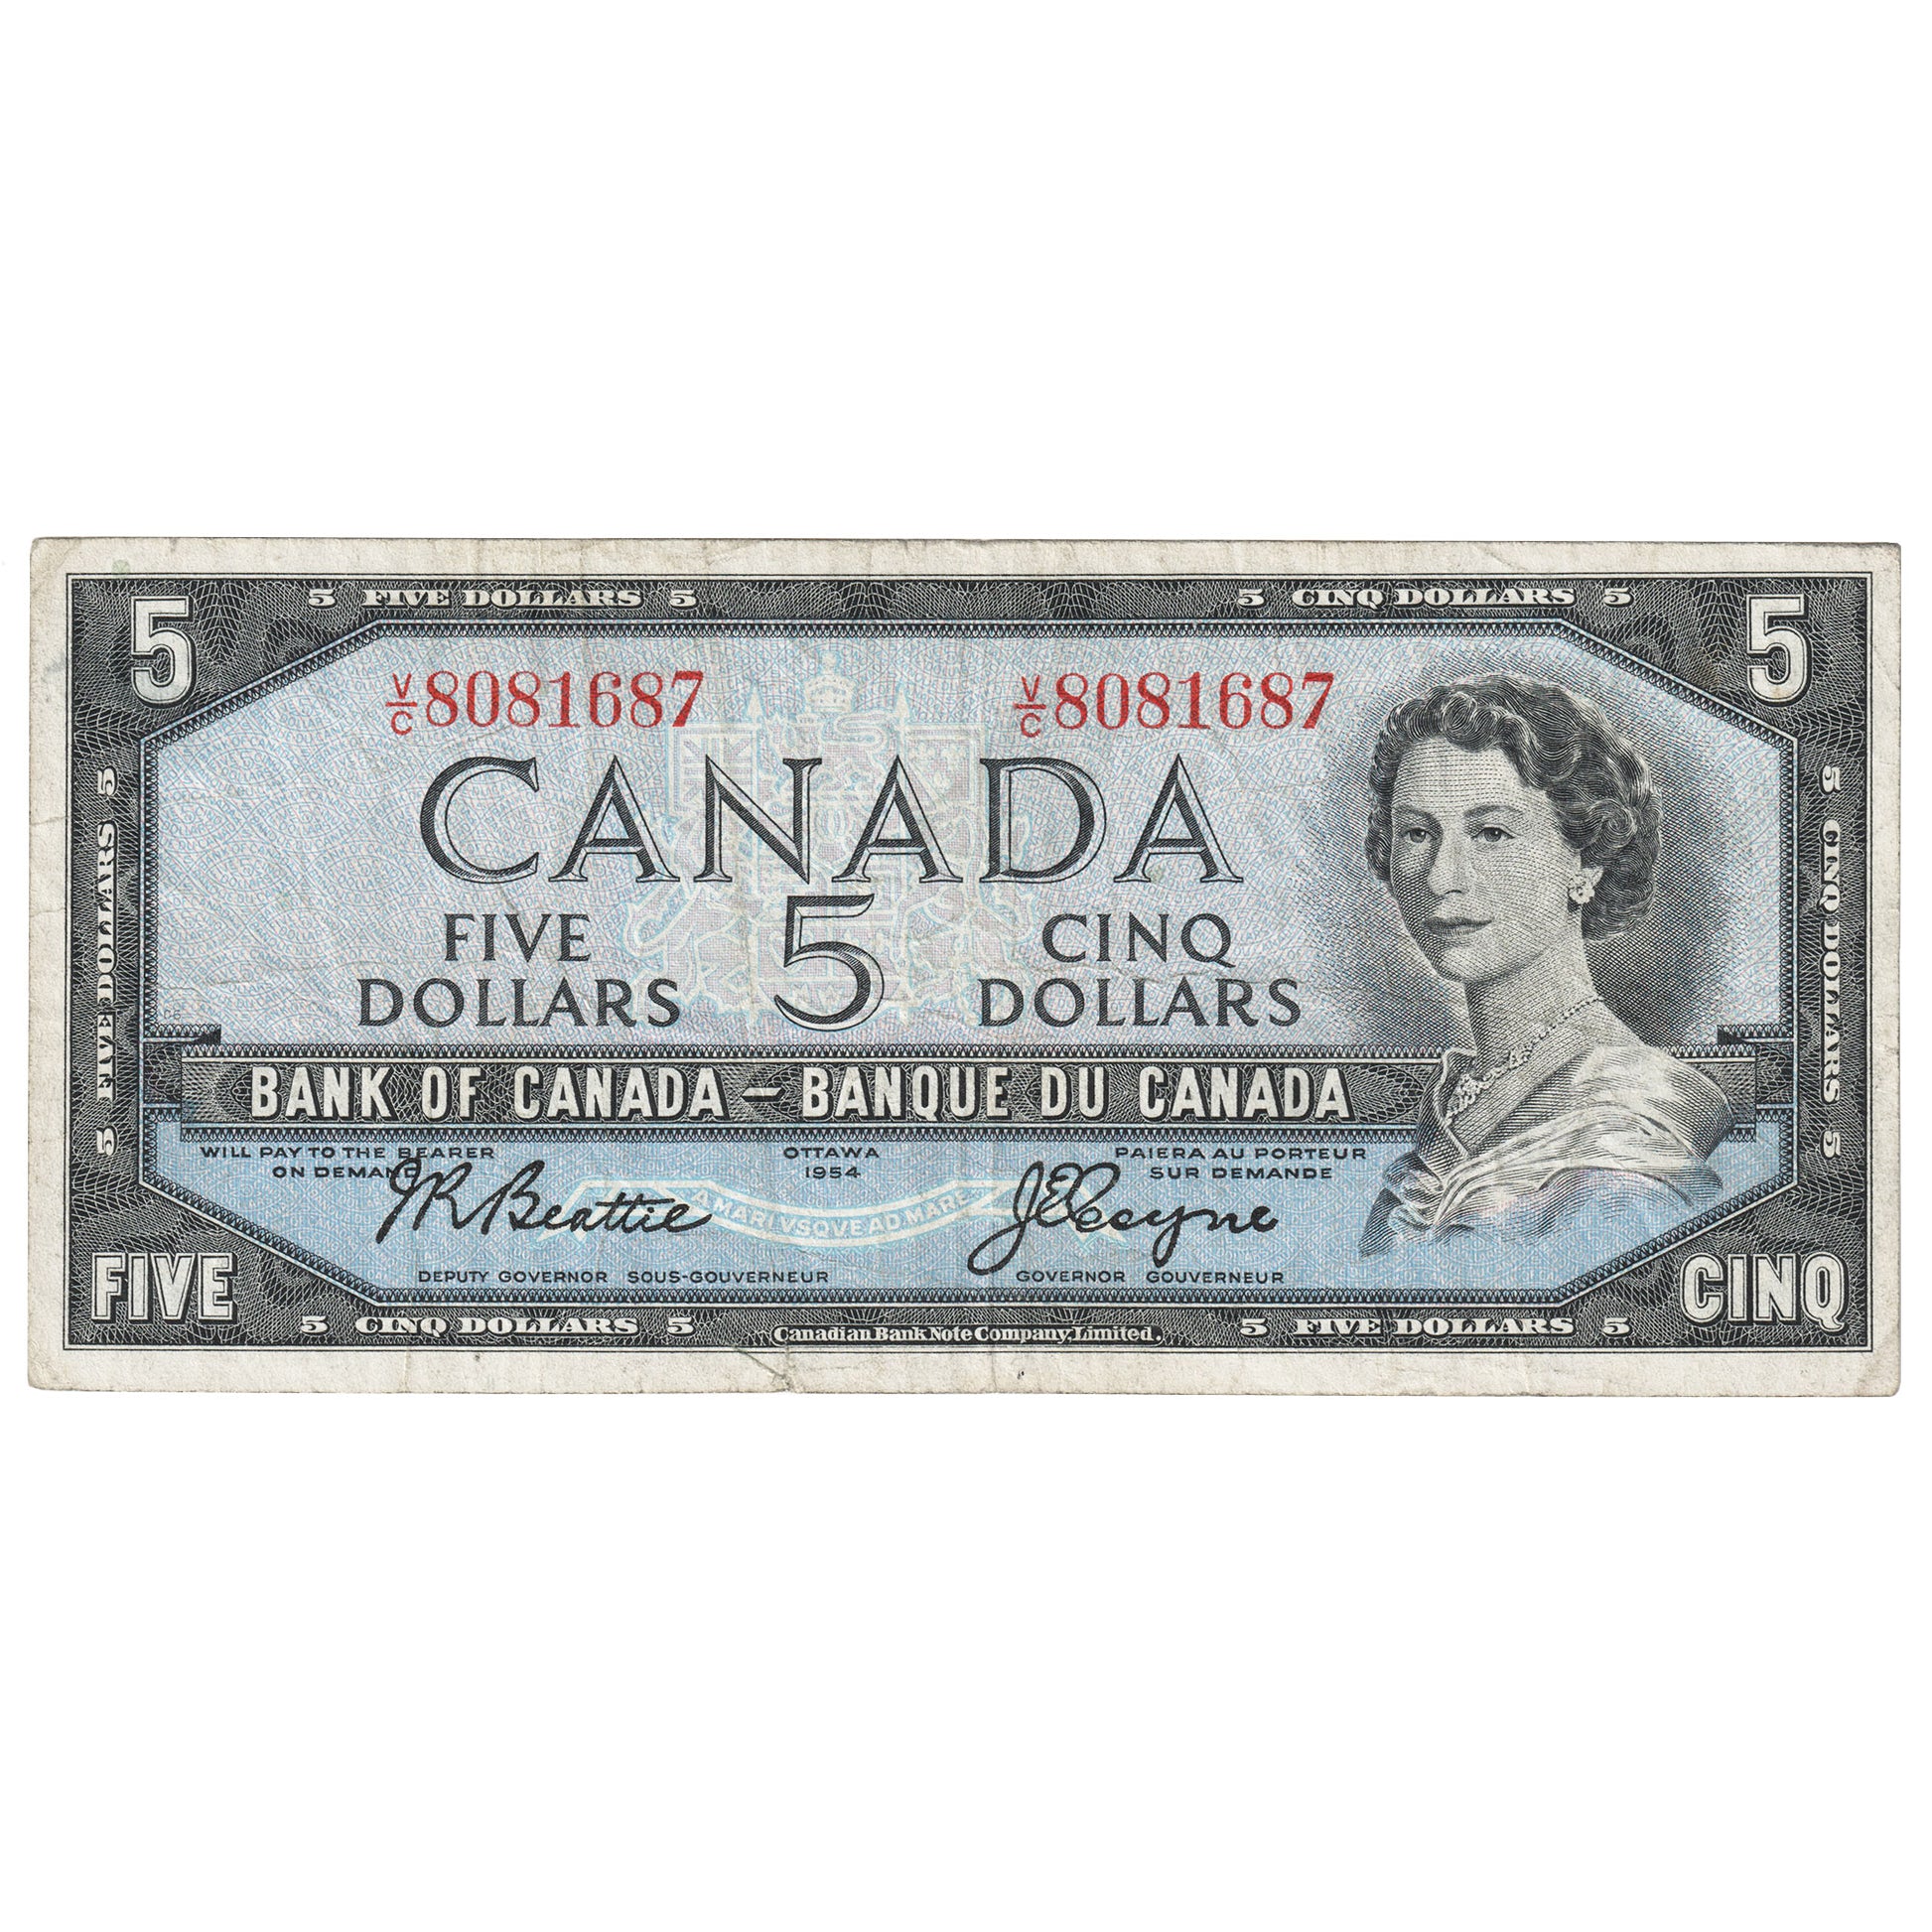 5 FIVE DOLLARS 5
5 CINQ DOLLARS 5
5
5
V/C 8081687
V/C 8081687
CANADA
FIVE DOLLARS
5
CINQ DOLLARS
5 FIVE DOLLARS 5
5 CINQ DOLLARS 5
BANK OF CANADA – BANQUE DU CANADA
WILL PAY TO THE BEARER
ON DEMAND
OTTAWA
1954
PAIERA AU PORTEUR
SUR DEMANDE
J R Beattie
A MARI VSQVE AD MARE
J E Coyne
DEPUTY GOVERNOR SOUS-GOUVERNEUR
GOVERNOR GOUVERNEUR
FIVE
CINQ
5 CINQ DOLLARS 5
Canadian Bank Note Company, Limited.
5 FIVE DOLLARS 5